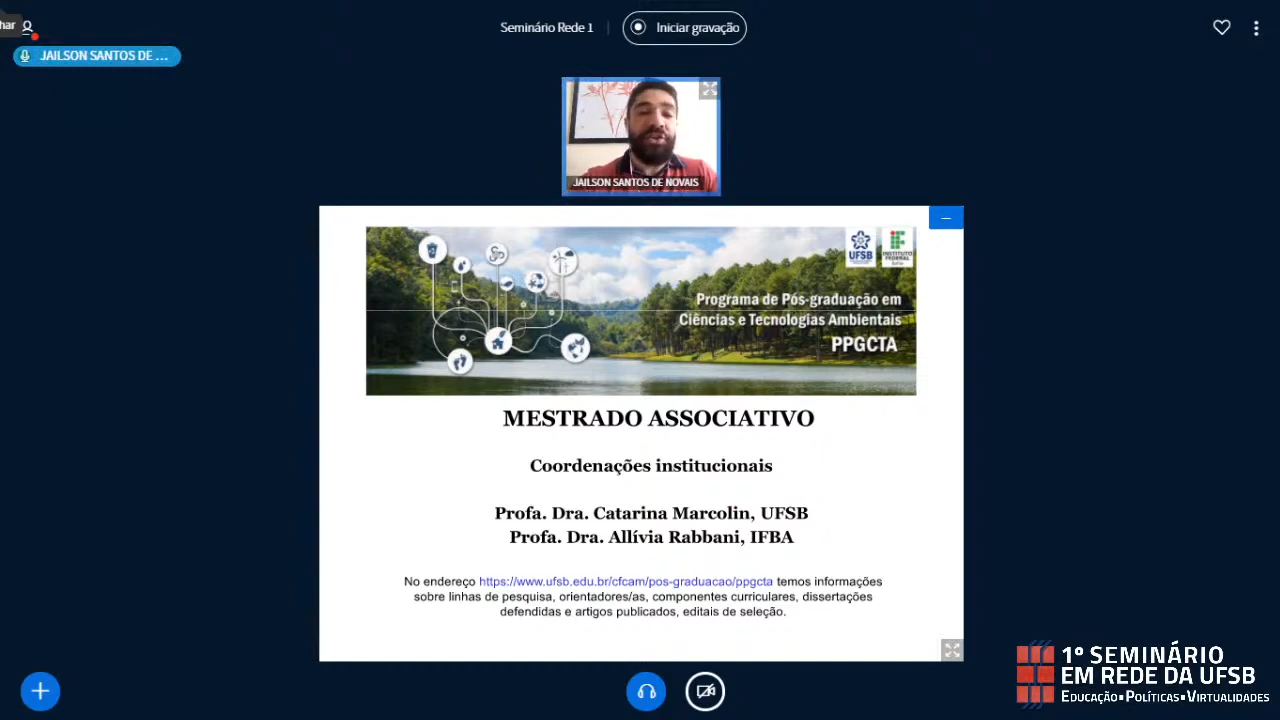 har
Seminário Rede 1
Iniciar gravação
JAILSON SANTOS DE ...
JAILSON SANTOS DE NOVAIS
UFSB
INSTITUTO
FEDERAL
Programa de Pós-graduação em
Ciências e Tecnologias Ambientais
PPGCTA
MESTRADO ASSOCIATIVO
Coordenações institucionais
Profa. Dra. Catarina Marcolin, UFSB
Profa. Dra. Allívia Rabbani, IFBA
No endereço https://www.ufsb.edu.br/cfcam/pos-graduacao/ppgcta temos informações
sobre linhas de pesquisa, orientadores/as, componentes curriculares, dissertações
defendidas e artigos publicados, editais de seleção.
1º SEMINÁRIO
EM REDE DA UFSB
EDUCAÇÃO▪POLÍTICAS▪VIRTUALIDADES